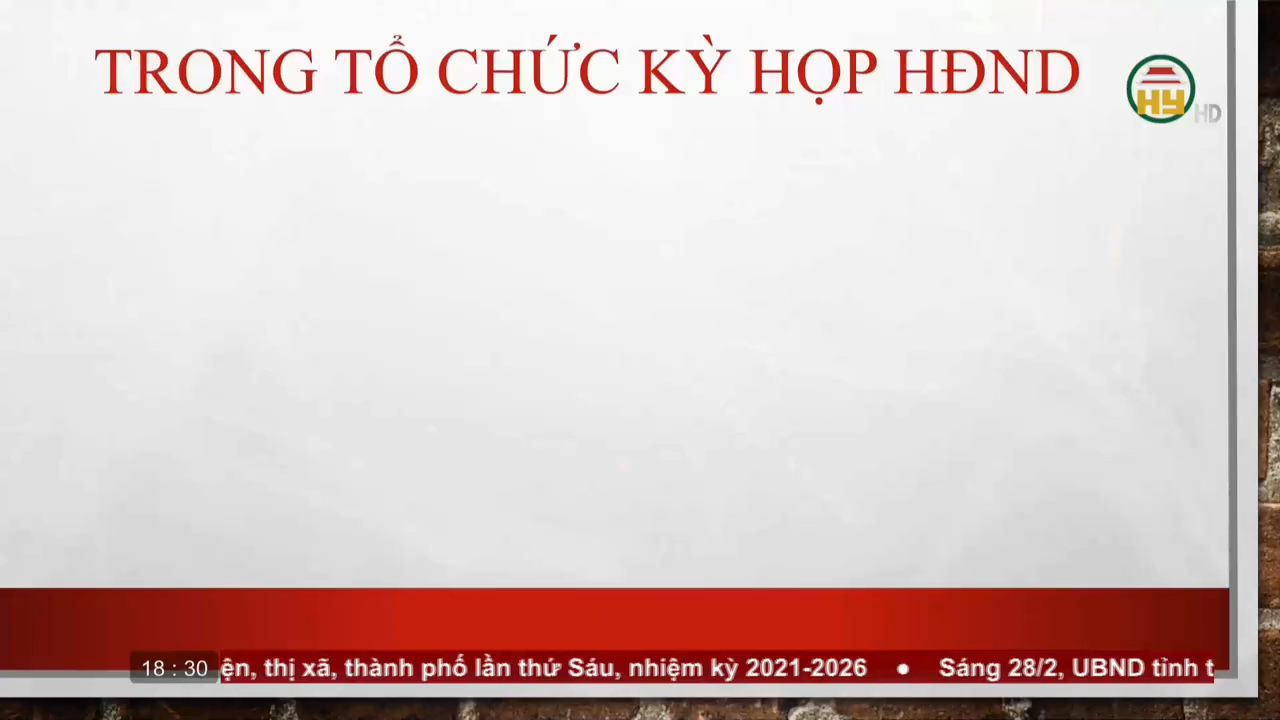 TRONG TỔ CHỨC KỲ HỌP HĐND
HY HD
18 : 30 ện, thị xã, thành phố lần thứ Sáu, nhiệm kỳ 2021-2026 • Sáng 28/2, UBND tỉnh t